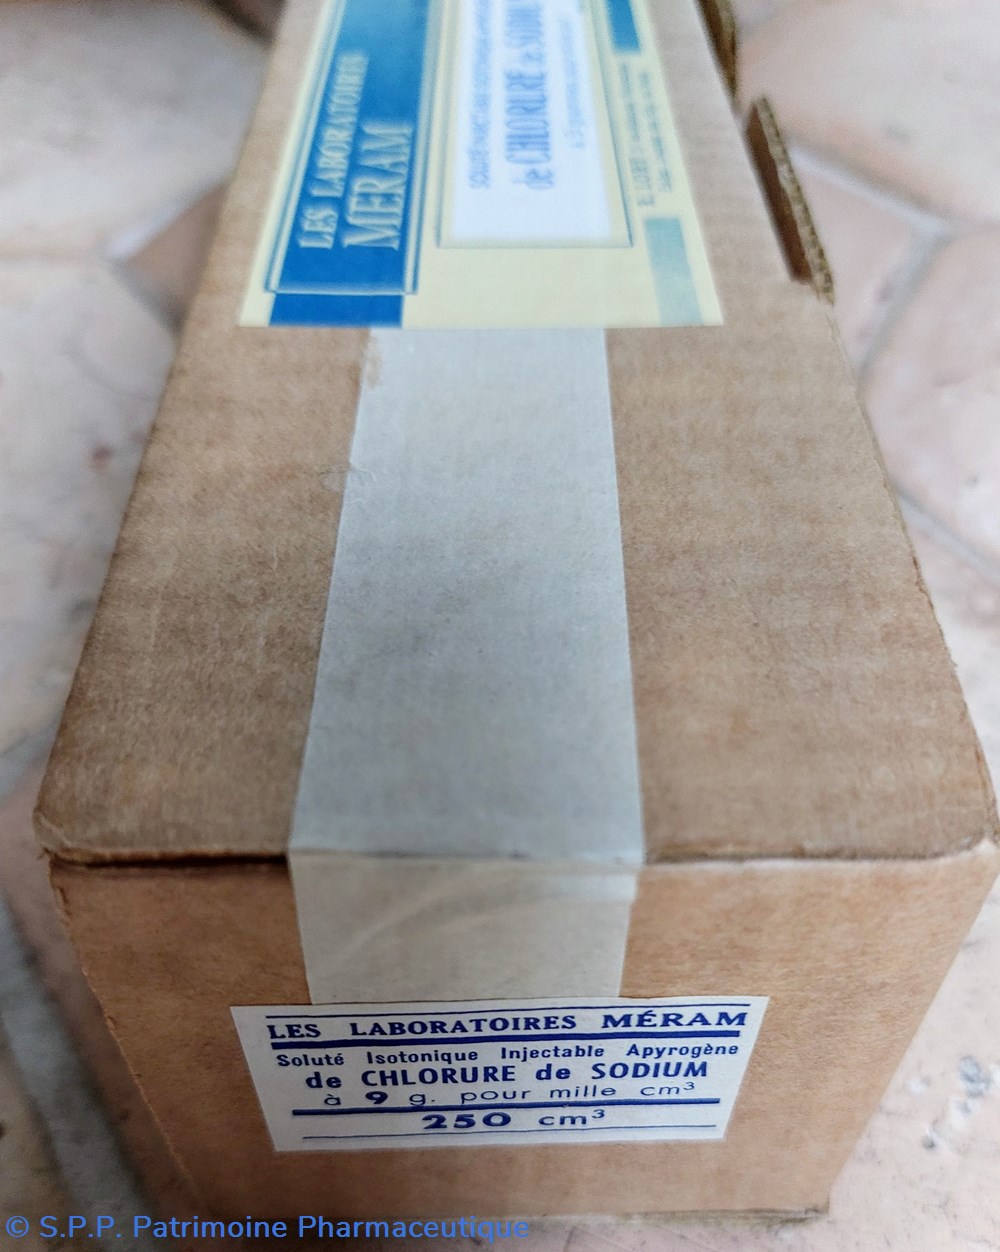 LES LABORATOIRES
MÉRAM
de CHLORURE de SODIUM
LES LABORATOIRES MÉRAM
Soluté Isotonique Injectable Apyrogène
de CHLORURE de SODIUM
à 9 g. pour mille cm³
250 cm³
© S.P.P. Patrimoine Pharmaceutique